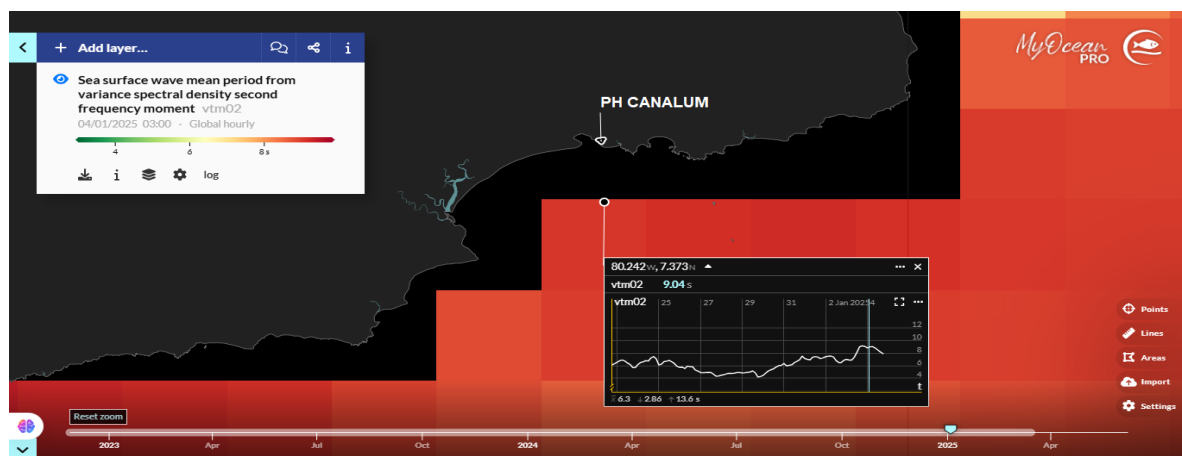 + Add layer...
i
Sea surface wave mean period from
variance spectral density second
frequency moment vtm02
04/01/2025 03:00 - Global hourly
4 6 8 s
i log
MyOcean
PRO
PH CANALUM
80.242 W, 7.373 N
vtm02 9.04 s
vtm02 25 27 29 31 2 Jan 2025 4
12
10
8
6
4
t
x̄ 6.3 ↓ 2.86 ↑ 13.6 s
Points
Lines
Areas
Import
Settings
Reset zoom
2023 Apr Jul Oct 2024 Apr Jul Oct 2025 Apr